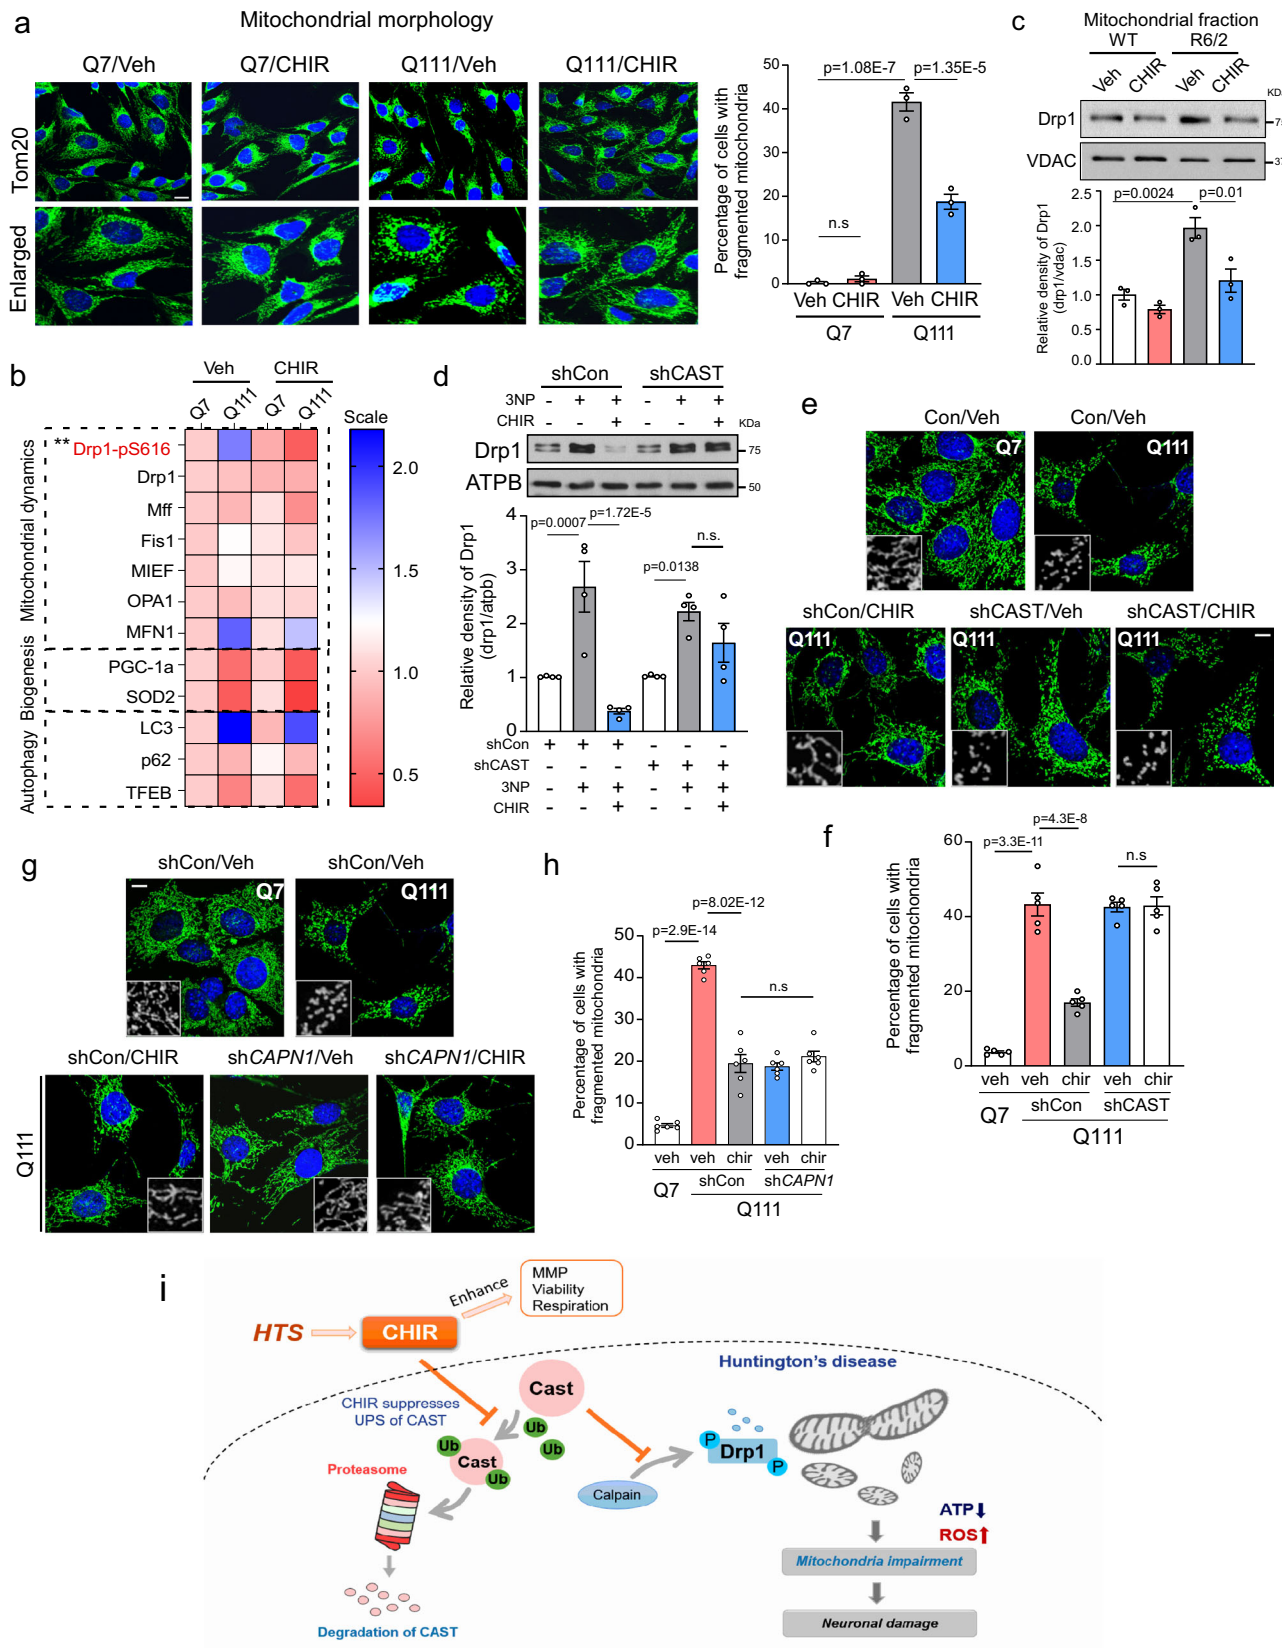 a
Mitochondrial morphology
Q7/Veh Q7/CHIR Q111/Veh Q111/CHIR
Tom20
Enlarged
Percentage of cells with
fragmented mitochondria
50
40
30
20
10
0
p=1.08E-7 p=1.35E-5
n.s
Veh CHIR Veh CHIR
Q7 Q111
c
Mitochondrial fraction
WT R6/2
Veh CHIR Veh CHIR
Drp1
VDAC
Relative density of Drp1
(drp1/vdac)
2.5
2.0
1.5
1.0
0.5
0.0
p=0.0024 p=0.01
b
Veh CHIR
Q7 Q111 Q7 Q111
Mitochondrial dynamics
** Drp1-pS616
Drp1
Mff
Fis1
MIEF
OPA1
MFN1
Biogenesis
PGC-1a
SOD2
Autophagy
LC3
p62
TFEB
Scale
2.0
1.5
1.0
0.5
d
shCon shCAST
3NP - + + - + +
CHIR - - + - - +
KDa
Drp1 75
ATPB 50
Relative density of Drp1
(drp1/atpb)
4
3
2
1
0
p=0.0007 p=1.72E-5
p=0.0138 n.s.
shCon + + + - - -
shCAST - - - + + +
3NP - + + - + +
CHIR - - + - - +
e
Con/Veh Con/Veh
Q7 Q111
shCon/CHIR shCAST/Veh shCAST/CHIR
Q111 Q111 Q111
f
Percentage of cells with
fragmented mitochondria
60
40
20
0
p=4.3E-8
p=3.3E-11
n.s
veh veh chir veh chir
Q7 shCon shCAST
Q111
g
shCon/Veh shCon/Veh
Q7 Q111
shCon/CHIR shCAPN1/Veh shCAPN1/CHIR
Q111
h
Percentage of cells with
fragmented mitochondria
50
40
30
20
10
0
p=8.02E-12
p=2.9E-14
n.s
veh veh chir veh chir
Q7 shCon shCAPN1
Q111
i
HTS
CHIR
Enhance
MMP
Viability
Respiration
Huntington's disease
CHIR suppresses
UPS of CAST
Cast
Ub
Ub
Ub
Cast
Ub
Proteasome
Degradation of CAST
Calpain
P
Drp1
P
ATP
ROS
Mitochondria impairment
Neuronal damage